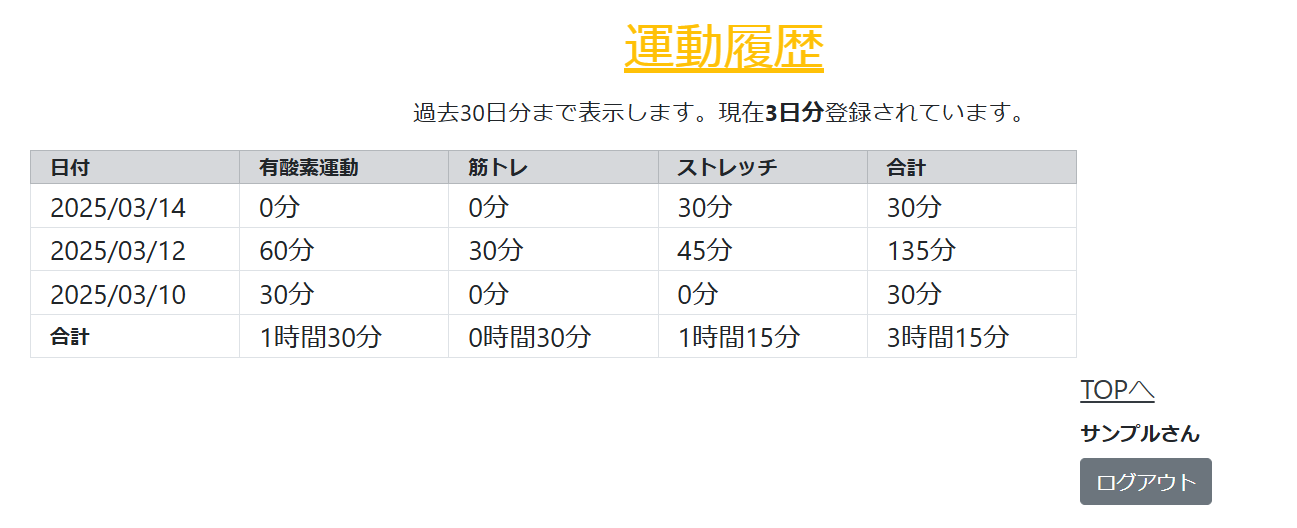 運動履歴
過去30日分まで表示します。現在3日分登録されています。
日付 有酸素運動 筋トレ ストレッチ 合計
2025/03/14 0分 0分 30分 30分
2025/03/12 60分 30分 45分 135分
2025/03/10 30分 0分 0分 30分
合計 1時間30分 0時間30分 1時間15分 3時間15分
TOPへ
サンプルさん
ログアウト